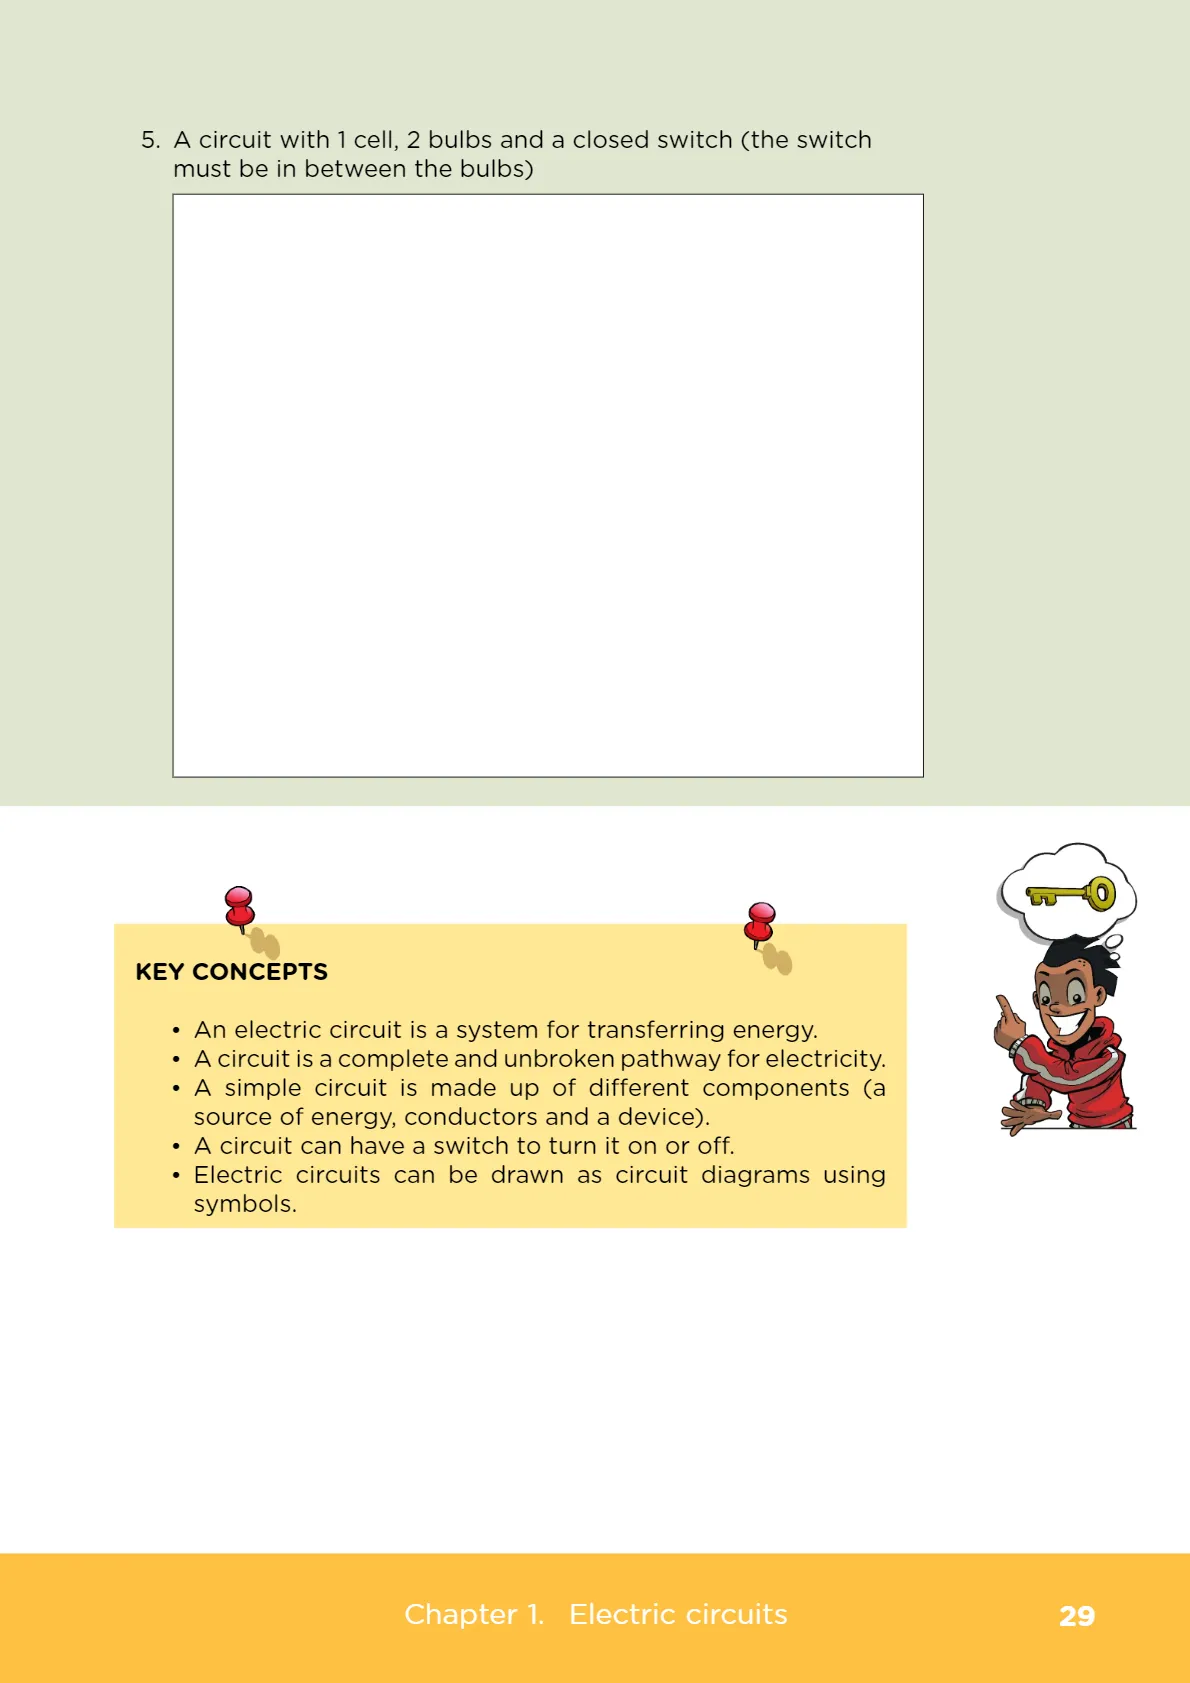 5. A circuit with 1 cell, 2 bulbs and a closed switch (the switch
must be in between the bulbs)
KEY CONCEPTS
• An electric circuit is a system for transferring energy.
• A circuit is a complete and unbroken pathway for electricity.
• A simple circuit is made up of different components (a
source of energy, conductors and a device).
• A circuit can have a switch to turn it on or off.
• Electric circuits can be drawn as circuit diagrams using
symbols.
Chapter 1. Electric circuits 29